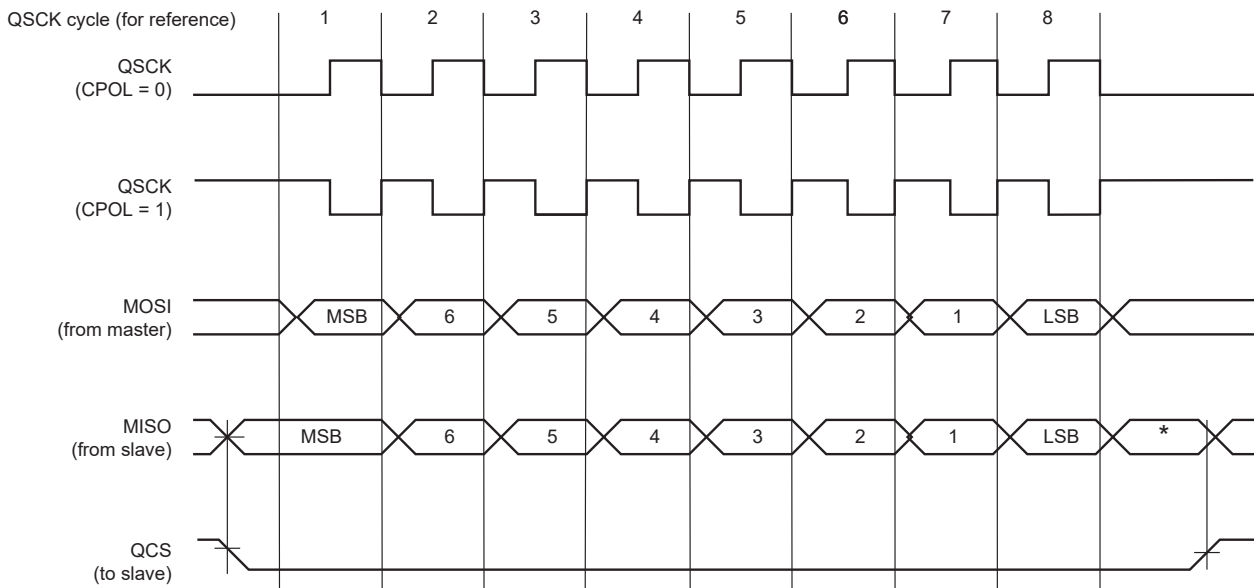 QSCK cycle (for reference) 1 2 3 4 5 6 7 8
QSCK
(CPOL = 0)
QSCK
(CPOL = 1)
MOSI
(from master)
MSB 6 5 4 3 2 1 LSB
MISO
(from slave)
MSB 6 5 4 3 2 1 LSB *
QCS
(to slave)